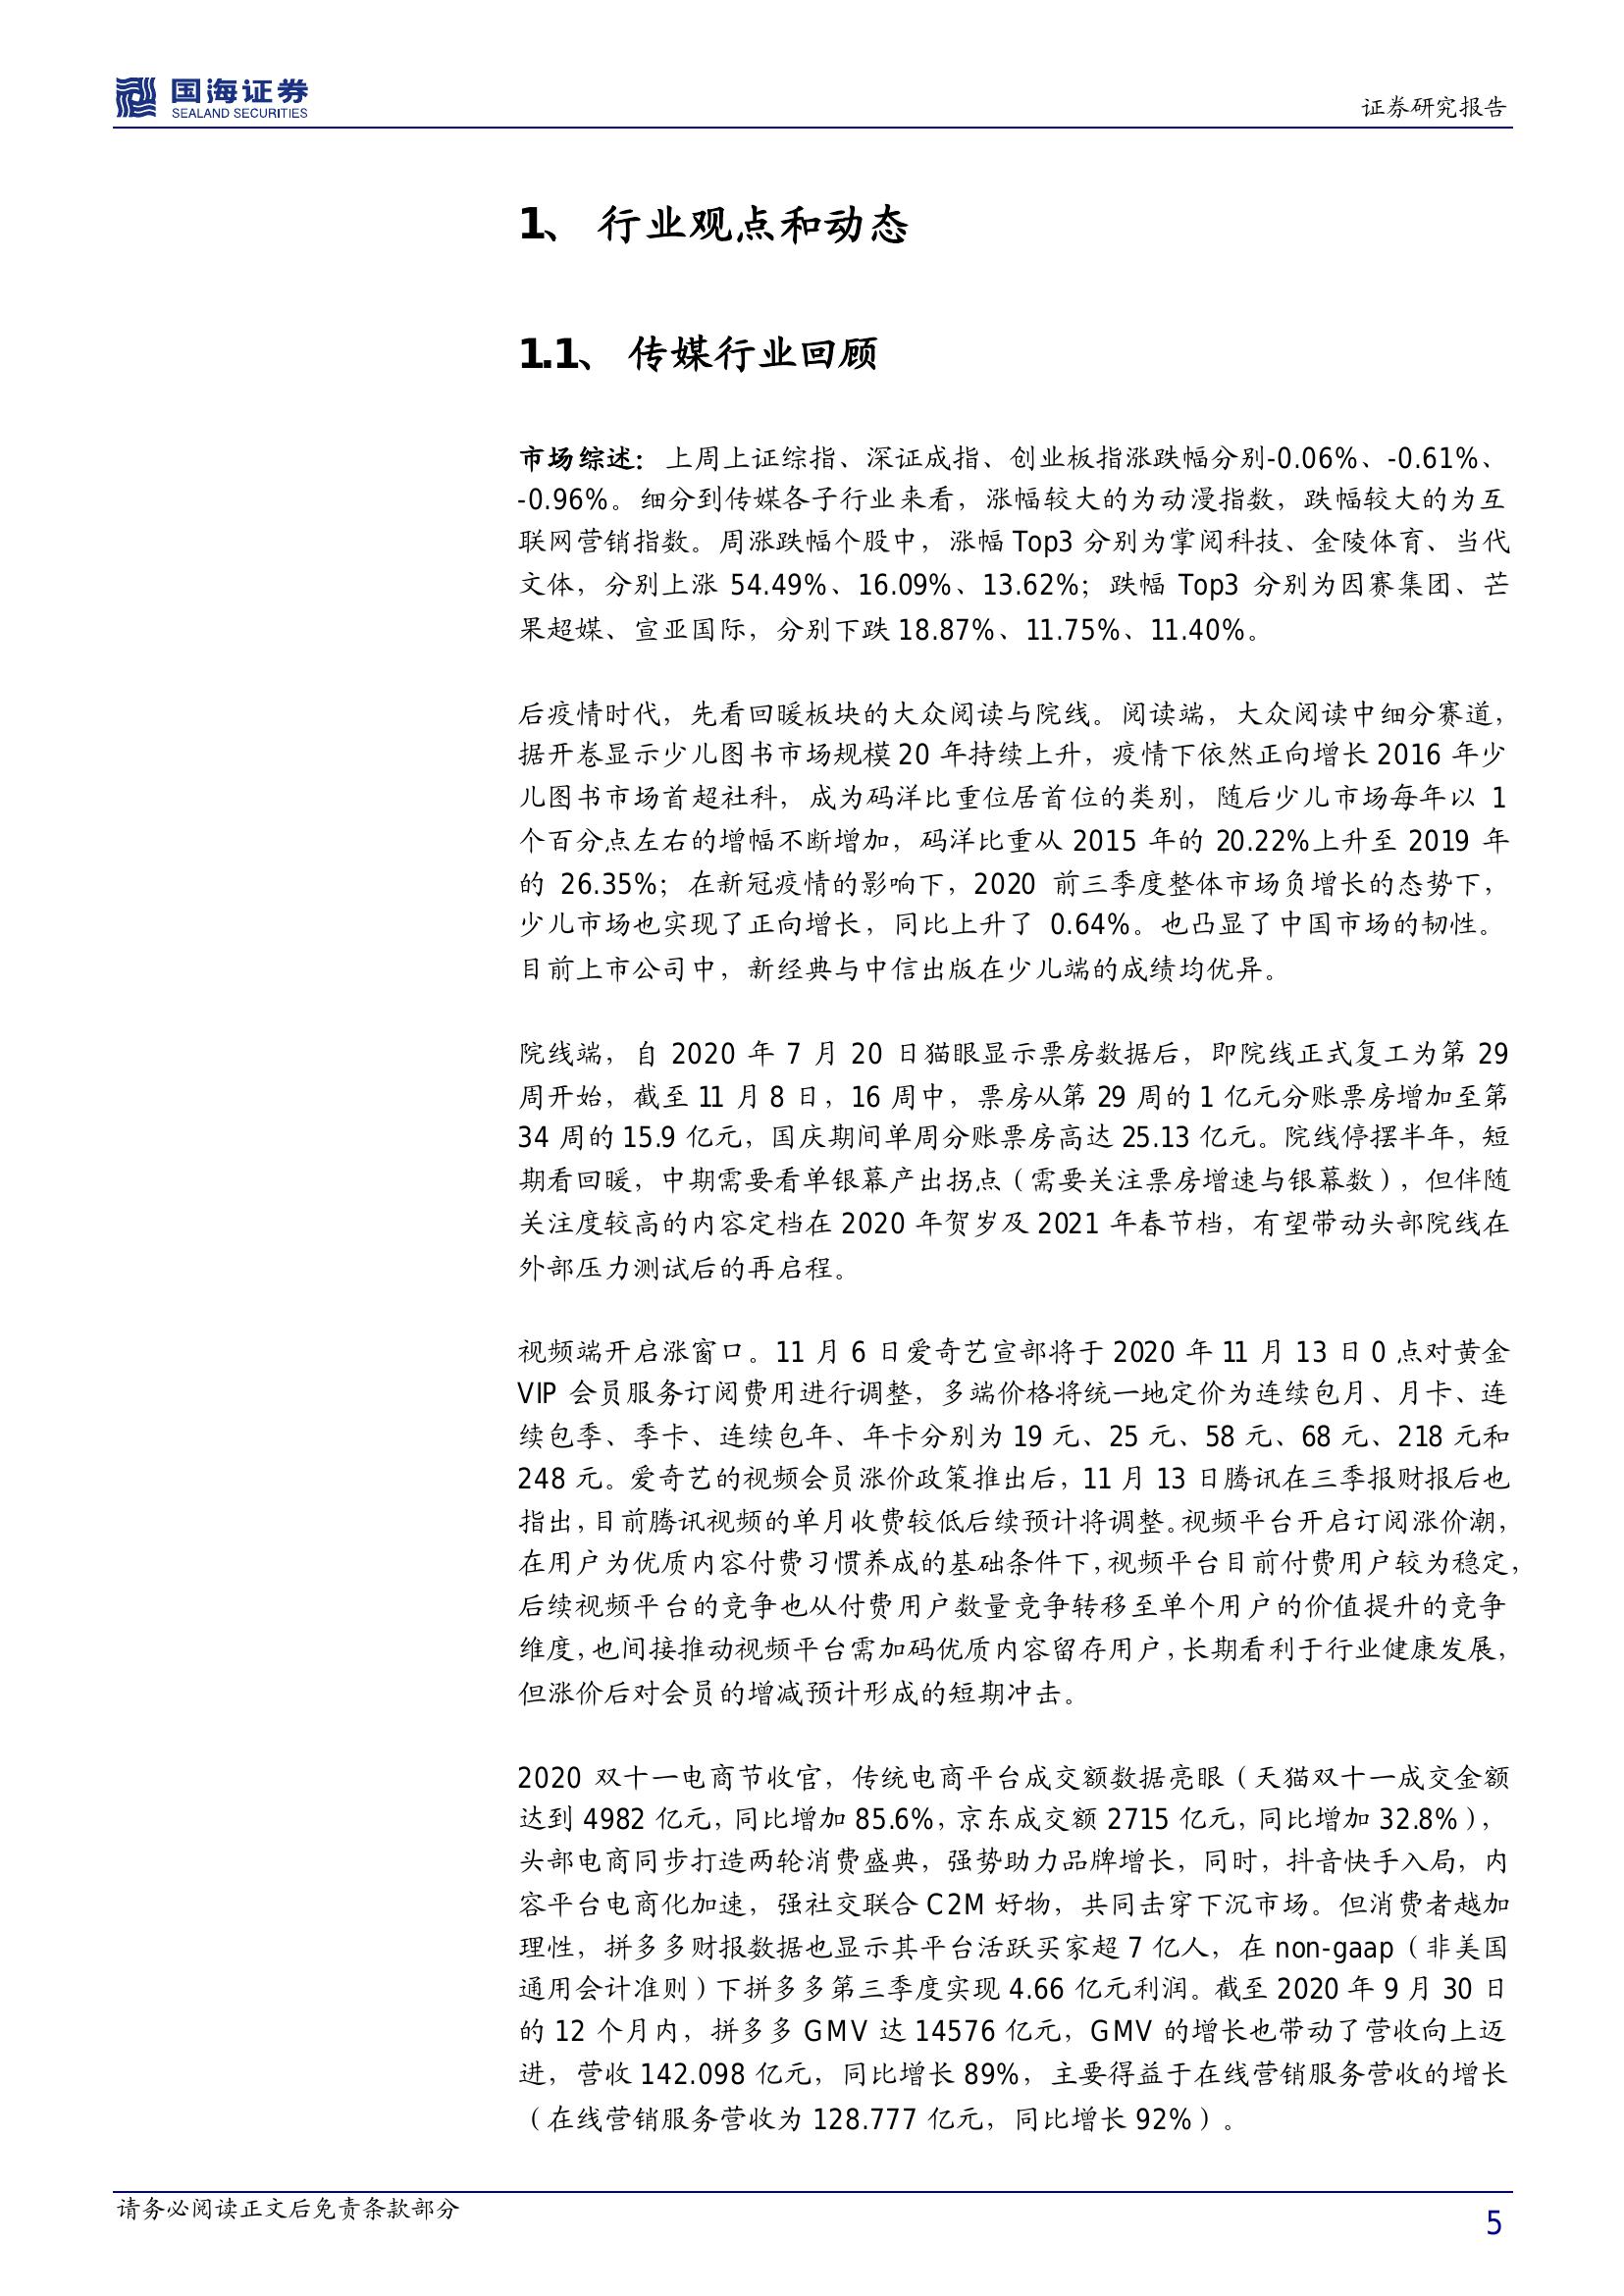 国海证券
SEALAND SECURITIES
证券研究报告
1、 行业观点和动态
1.1、 传媒行业回顾
市场综述：上周上证综指、深证成指、创业板指涨跌幅分别-0.06%、-0.61%、
-0.96%。细分到传媒各子行业来看，涨幅较大的为动漫指数，跌幅较大的为互
联网营销指数。周涨跌幅个股中，涨幅 Top3 分别为掌阅科技、金陵体育、当代
文体，分别上涨 54.49%、16.09%、13.62%；跌幅 Top3 分别为因赛集团、芒
果超媒、宣亚国际，分别下跌 18.87%、11.75%、11.40%。
后疫情时代，先看回暖板块的大众阅读与院线。阅读端，大众阅读中细分赛道，
据开卷显示少儿图书市场规模 20 年持续上升，疫情下依然正向增长 2016 年少
儿图书市场首超社科，成为码洋比重位居首位的类别，随后少儿市场每年以 1
个百分点左右的增幅不断增加，码洋比重从 2015 年的 20.22%上升至 2019 年
的 26.35%；在新冠疫情的影响下，2020 前三季度整体市场负增长的态势下，
少儿市场也实现了正向增长，同比上升了 0.64%。也凸显了中国市场的韧性。
目前上市公司中，新经典与中信出版在少儿端的成绩均优异。
院线端，自 2020 年 7 月 20 日猫眼显示票房数据后，即院线正式复工为第 29
周开始，截至 11 月 8 日，16 周中，票房从第 29 周的 1 亿元分账票房增加至第
34 周的 15.9 亿元，国庆期间单周分账票房高达 25.13 亿元。院线停摆半年，短
期看回暖，中期需要看单银幕产出拐点（需要关注票房增速与银幕数），但伴随
关注度较高的内容定档在 2020 年贺岁及 2021 年春节档，有望带动头部院线在
外部压力测试后的再启程。
视频端开启涨窗口。11 月 6 日爱奇艺宣部将于 2020 年 11 月 13 日 0 点对黄金
VIP 会员服务订阅费用进行调整，多端价格将统一地定价为连续包月、月卡、连
续包季、季卡、连续包年、年卡分别为 19 元、25 元、58 元、68 元、218 元和
248 元。爱奇艺的视频会员涨价政策推出后，11 月 13 日腾讯在三季报财报后也
指出，目前腾讯视频的单月收费较低后续预计将调整。视频平台开启订阅涨价潮，
在用户为优质内容付费习惯养成的基础条件下，视频平台目前付费用户较为稳定，
后续视频平台的竞争也从付费用户数量竞争转移至单个用户的价值提升的竞争
维度，也间接推动视频平台需加码优质内容留存用户，长期看利于行业健康发展，
但涨价后对会员的增减预计形成的短期冲击。
2020 双十一电商节收官，传统电商平台成交额数据亮眼（天猫双十一成交金额
达到 4982 亿元，同比增加 85.6%，京东成交额 2715 亿元，同比增加 32.8%），
头部电商同步打造两轮消费盛典，强势助力品牌增长，同时，抖音快手入局，内
容平台电商化加速，强社交联合 C2M 好物，共同击穿下沉市场。但消费者越加
理性，拼多多财报数据也显示其平台活跃买家超 7 亿人，在 non-gaap（非美国
通用会计准则）下拼多多第三季度实现 4.66 亿元利润。截至 2020 年 9 月 30 日
的 12 个月内，拼多多 GMV 达 14576 亿元，GMV 的增长也带动了营收向上迈
进，营收 142.098 亿元，同比增长 89%，主要得益于在线营销服务营收的增长
（在线营销服务营收为 128.777 亿元，同比增长 92%）。
请务必阅读正文后免责条款部分
5